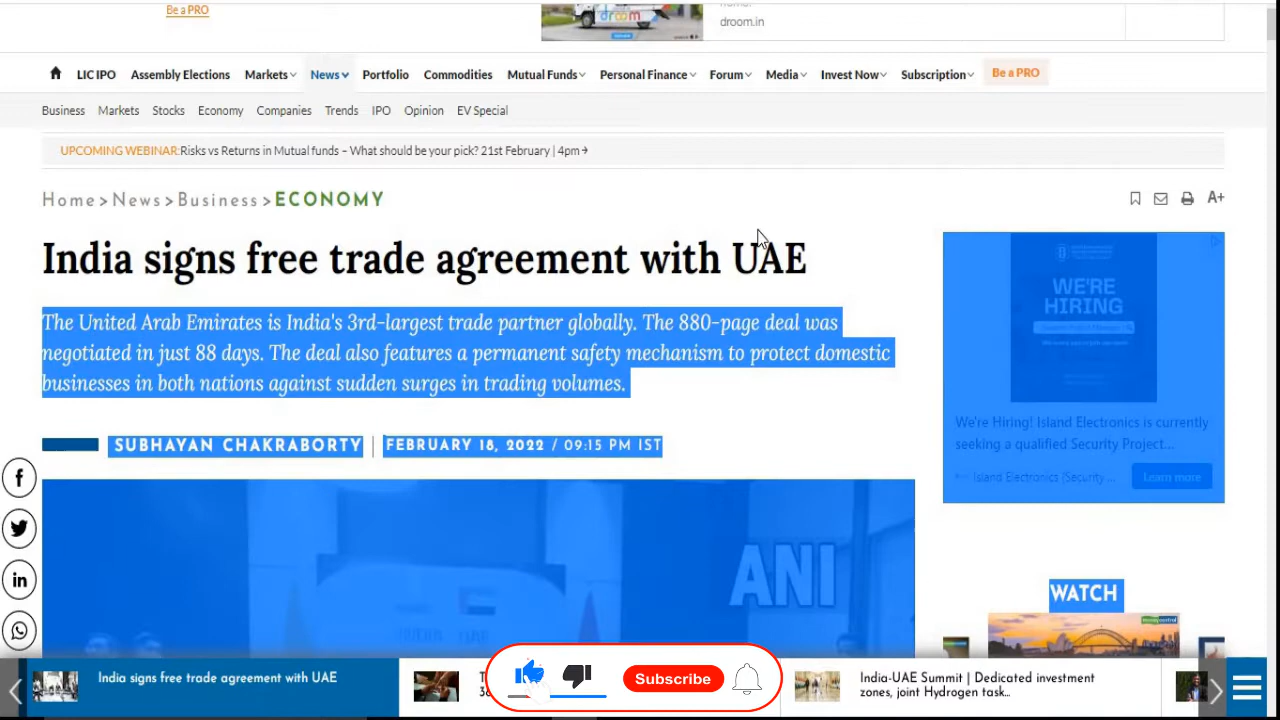 Be a PRO
droom
droom.in
LIC IPO Assembly Elections Markets News Portfolio Commodities Mutual Funds Personal Finance Forum Media Invest Now Subscription Be a PRO
Business Markets Stocks Economy Companies Trends IPO Opinion EV Special
UPCOMING WEBINAR:Risks vs Returns in Mutual funds – What should be your pick? 21st February | 4pm
Home > News > Business > ECONOMY
A+
India signs free trade agreement with UAE
The United Arab Emirates is India's 3rd-largest trade partner globally. The 880-page deal was
negotiated in just 88 days. The deal also features a permanent safety mechanism to protect domestic
businesses in both nations against sudden surges in trading volumes.
SUBHAYAN CHAKRABORTY | FEBRUARY 18, 2022 / 09:15 PM IST
WE'RE
HIRING
We're Hiring! Island Electronics is currently
seeking a qualified Security Project...
Island Electronics (Security ...
Learn more
ANI
WATCH
India signs free trade agreement with UAE
Subscribe
India-UAE Summit | Dedicated investment
zones, joint Hydrogen task...